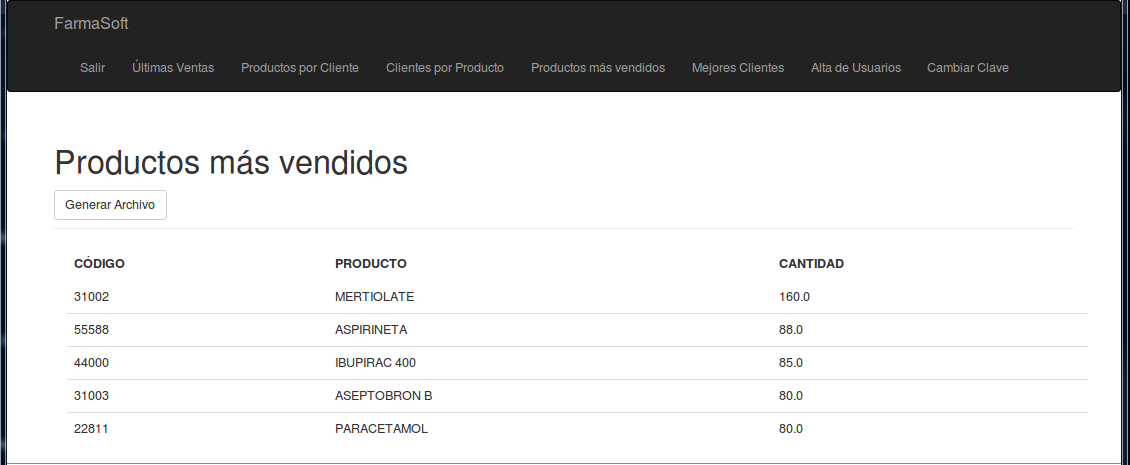 FarmaSoft
Salir Últimas Ventas Productos por Cliente Clientes por Producto Productos más vendidos Mejores Clientes Alta de Usuarios Cambiar Clave
Productos más vendidos
Generar Archivo
CÓDIGO PRODUCTO CANTIDAD
31002 MERTIOLATE 160.0
55588 ASPIRINETA 88.0
44000 IBUPIRAC 400 85.0
31003 ASEPTOBRON B 80.0
22811 PARACETAMOL 80.0